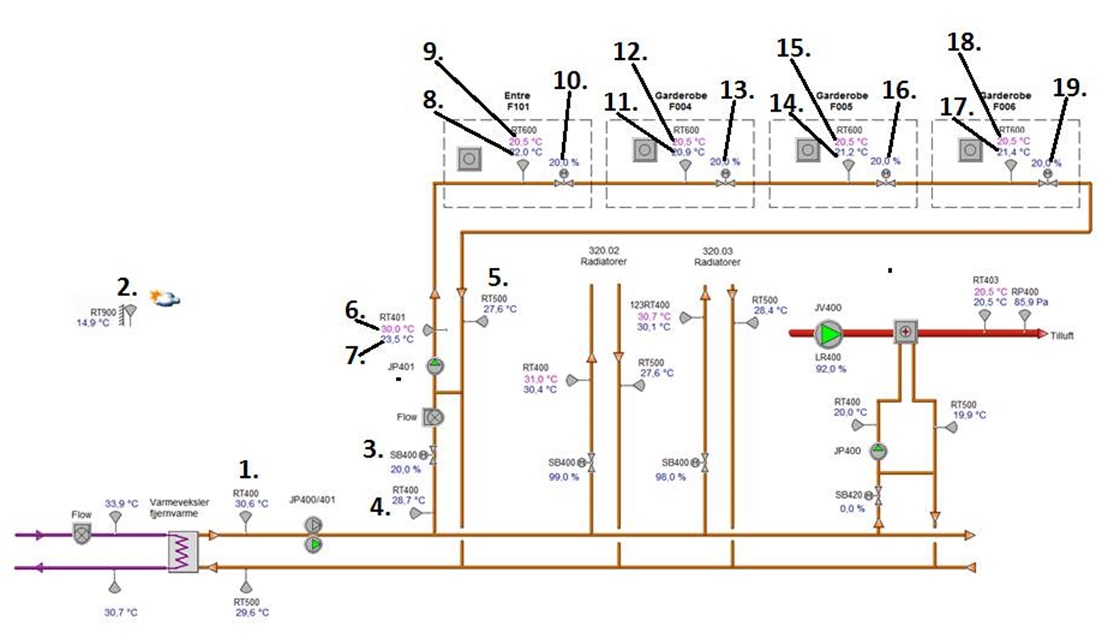 9.
12.
15.
18.
10.
13.
16.
19.
8.
11.
14.
17.
Entre
F101
RT600
20,5 °C
22,0 °C
20,0 %
Garderobe
F004
RT600
20,5 °C
20,9 °C
20,0 %
Garderobe
F005
RT600
20,5 °C
21,2 °C
20,0 %
Garderobe
F006
RT600
20,5 °C
21,4 °C
20,0 %
2.
RT900
14,9 °C
5.
RT500
27,6 °C
6.
RT401
30,0 °C
23,5 °C
7.
JP401
Flow
3.
SB400
20,0 %
4.
RT400
28,7 °C
320.02
Radiatorer
RT400
31,0 °C
30,4 °C
RT500
27,6 °C
SB400
99,0 %
320.03
Radiatorer
123RT400
30,7 °C
30,1 °C
RT500
28,4 °C
SB400
98,0 %
JV400
LR400
92,0 %
RT403
20,5 °C
20,5 °C
RP400
85,9 Pa
Tilluft
RT400
20,0 °C
RT500
19,9 °C
JP400
SB420
0,0 %
Flow
33,9 °C
Varmeveksler
fjernvarme
1.
RT400
30,6 °C
JP400/401
30,7 °C
RT500
29,6 °C